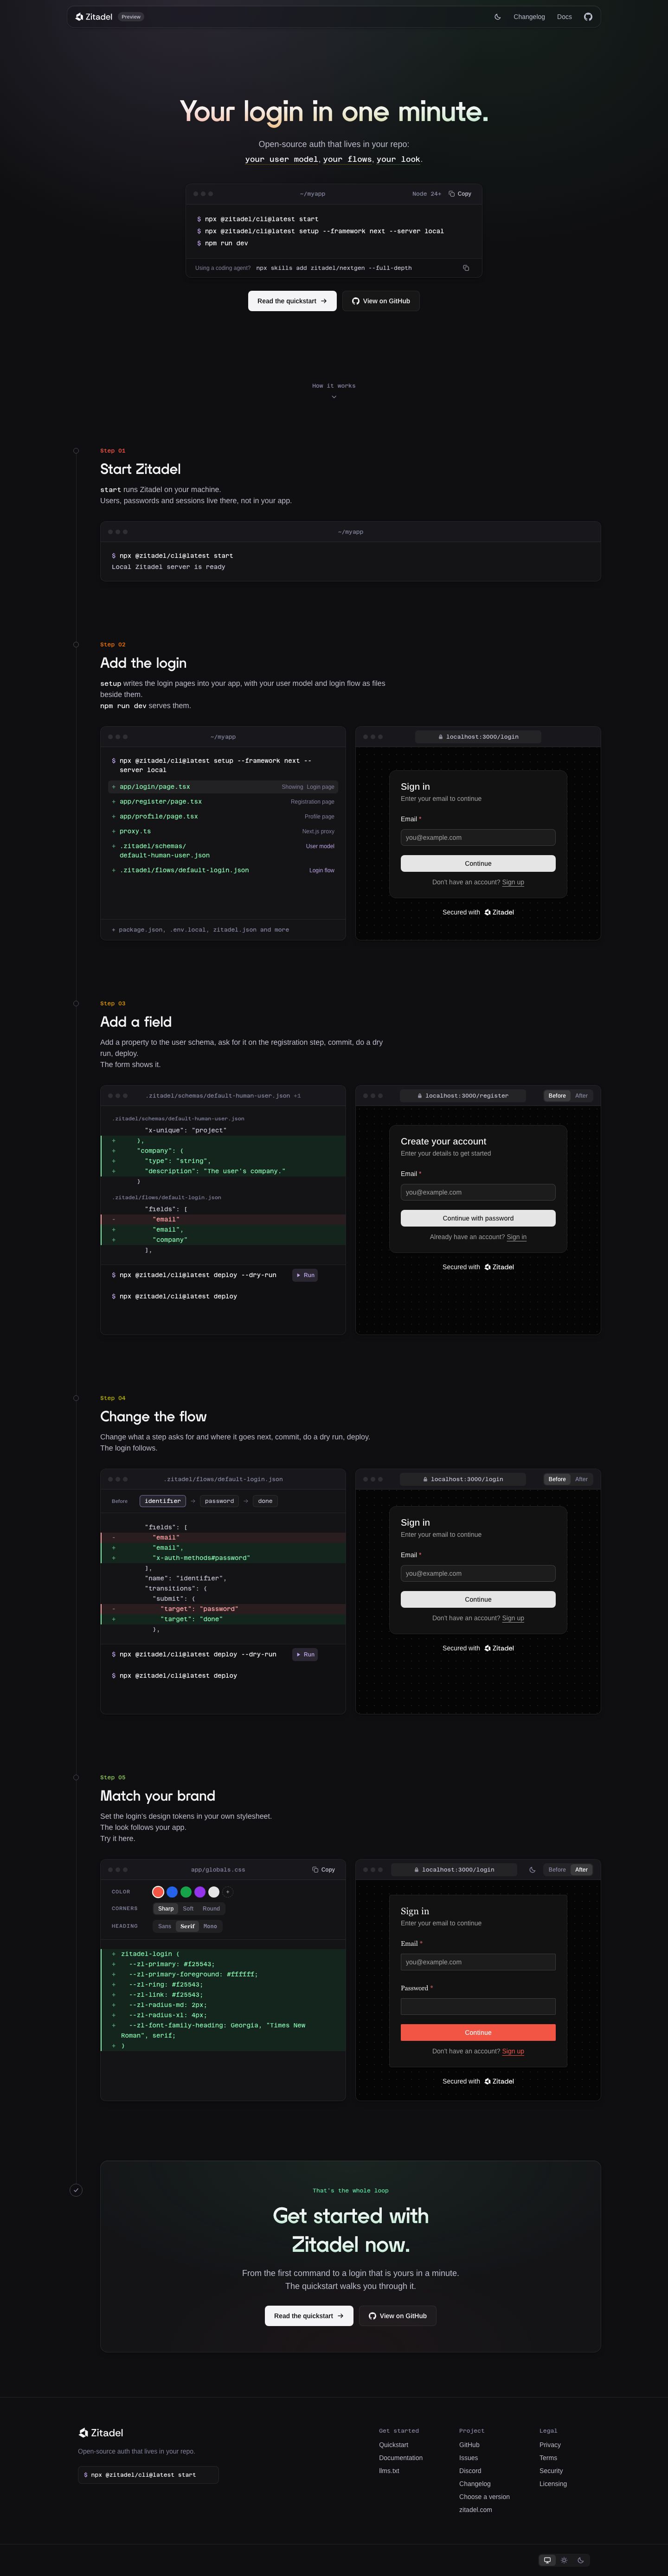 Zitadel Preview Changelog Docs
Your login in one minute.
Open-source auth that lives in your repo:
your user model, your flows, your look.
~/myapp Node 24+ Copy
$ npx @zitadel/cli@latest start
$ npx @zitadel/cli@latest setup --framework next --server local
$ npm run dev
Using a coding agent? npx skills add zitadel/nextgen --full-depth
Read the quickstart → View on GitHub
How it works
Step 01
Start Zitadel
start runs Zitadel on your machine.
Users, passwords and sessions live there, not in your app.
~/myapp
$ npx @zitadel/cli@latest start
Local Zitadel server is ready
Step 02
Add the login
setup writes the login pages into your app, with your user model and login flow as files
beside them.
npm run dev serves them.
~/myapp
$ npx @zitadel/cli@latest setup --framework next --
server local
+ app/login/page.tsx Showing Login page
+ app/register/page.tsx Registration page
+ app/profile/page.tsx Profile page
+ proxy.ts Next.js proxy
+ .zitadel/schemas/ User model
default-human-user.json
+ .zitadel/flows/default-login.json Login flow
+ package.json, .env.local, zitadel.json and more
localhost:3000/login
Sign in
Enter your email to continue
Email *
you@example.com
Continue
Don't have an account? Sign up
Secured with Zitadel
Step 03
Add a field
Add a property to the user schema, ask for it on the registration step, commit, do a dry
run, deploy.
The form shows it.
.zitadel/schemas/default-human-user.json +1
.zitadel/schemas/default-human-user.json
"x-unique": "project"
+ },
+ "company": {
+ "type": "string",
+ "description": "The user's company."
}
.zitadel/flows/default-login.json
"fields": [
- "email"
+ "email",
+ "company"
],
$ npx @zitadel/cli@latest deploy --dry-run Run
$ npx @zitadel/cli@latest deploy
localhost:3000/register Before After
Create your account
Enter your details to get started
Email *
you@example.com
Continue with password
Already have an account? Sign in
Secured with Zitadel
Step 04
Change the flow
Change what a step asks for and where it goes next, commit, do a dry run, deploy.
The login follows.
.zitadel/flows/default-login.json
Before identifier → password → done
"fields": [
- "email"
+ "email",
+ "x-auth-methods#password"
],
"name": "identifier",
"transitions": {
"submit": {
- "target": "password"
+ "target": "done"
},
$ npx @zitadel/cli@latest deploy --dry-run Run
$ npx @zitadel/cli@latest deploy
localhost:3000/login Before After
Sign in
Enter your email to continue
Email *
you@example.com
Continue
Don't have an account? Sign up
Secured with Zitadel
Step 05
Match your brand
Set the login's design tokens in your own stylesheet.
The look follows your app.
Try it here.
app/globals.css Copy
COLOR +
CORNERS Sharp Soft Round
HEADING Sans Serif Mono
+ zitadel-login {
+ --zl-primary: #f25543;
+ --zl-primary-foreground: #ffffff;
+ --zl-ring: #f25543;
+ --zl-link: #f25543;
+ --zl-radius-md: 2px;
+ --zl-radius-xl: 4px;
+ --zl-font-family-heading: Georgia, "Times New
Roman", serif;
+ }
localhost:3000/login Before After
Sign in
Enter your email to continue
Email *
you@example.com
Password *
Continue
Don't have an account? Sign up
Secured with Zitadel
That's the whole loop
Get started with
Zitadel now.
From the first command to a login that is yours in a minute.
The quickstart walks you through it.
Read the quickstart → View on GitHub
Zitadel
Open-source auth that lives in your repo.
$ npx @zitadel/cli@latest start
Get started
Quickstart
Documentation
llms.txt
Project
GitHub
Issues
Discord
Changelog
Choose a version
zitadel.com
Legal
Privacy
Terms
Security
Licensing